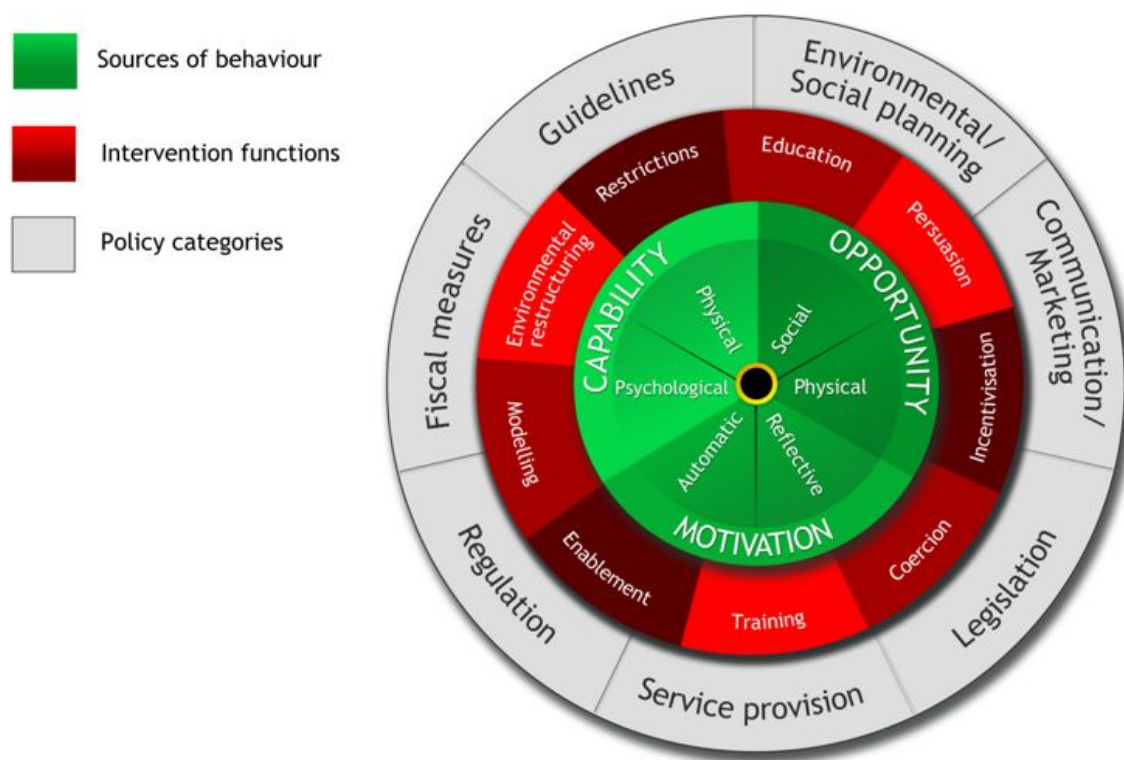 Sources of behaviour
Intervention functions
Policy categories
Guidelines
Environmental/
Social planning
Communication/
Marketing
Legislation
Service provision
Regulation
Fiscal measures
Restrictions
Education
Persuasion
Incentivisation
Coercion
Training
Enablement
Modelling
Environmental
restructuring
CAPABILITY
OPPORTUNITY
MOTIVATION
Physical
Social
Physical
Reflective
Automatic
Psychological